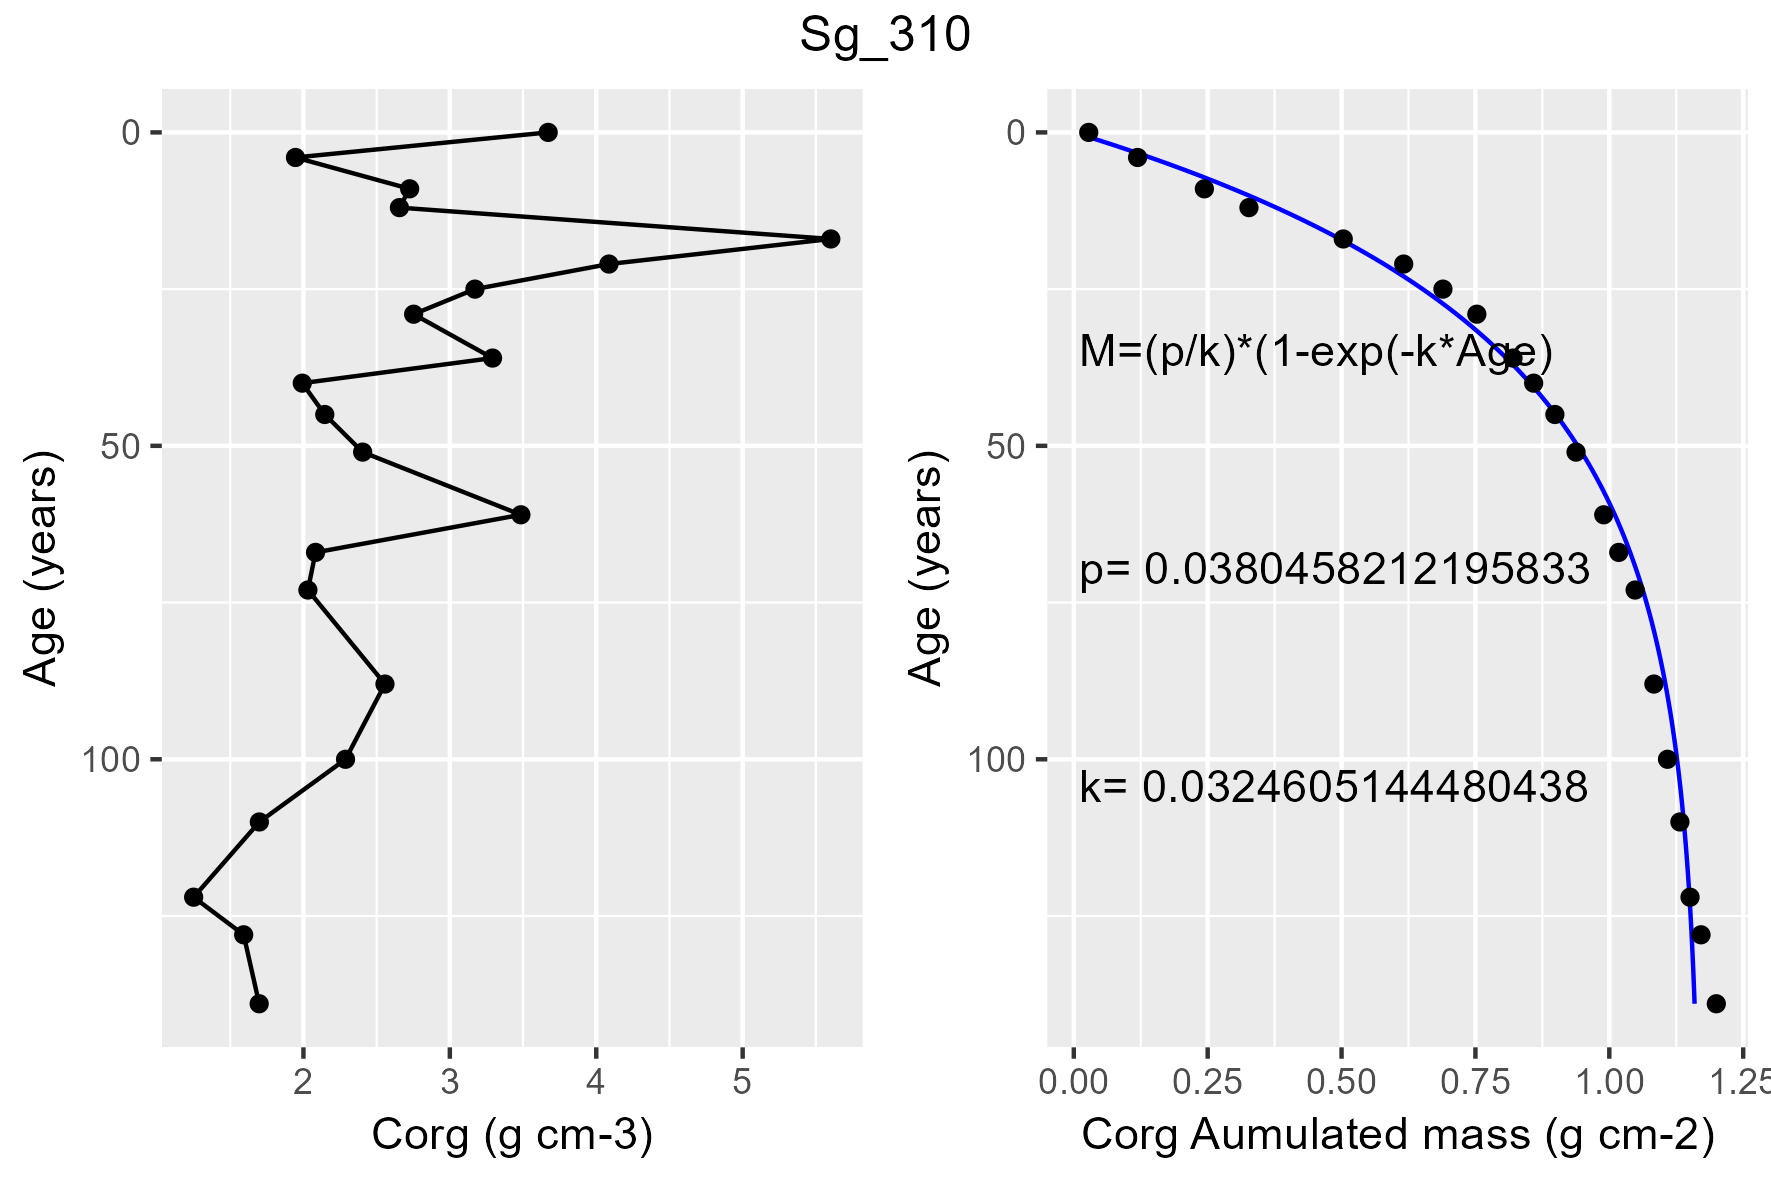 Sg_310
0
50
100
Age (years)
2 3 4 5
Corg (g cm-3)
0
50
100
Age (years)
M=(p/k)*(1-exp(-k*Age)
p= 0.0380458212195833
k= 0.0324605144480438
0.00 0.25 0.50 0.75 1.00 1.25
Corg Aumulated mass (g cm-2)